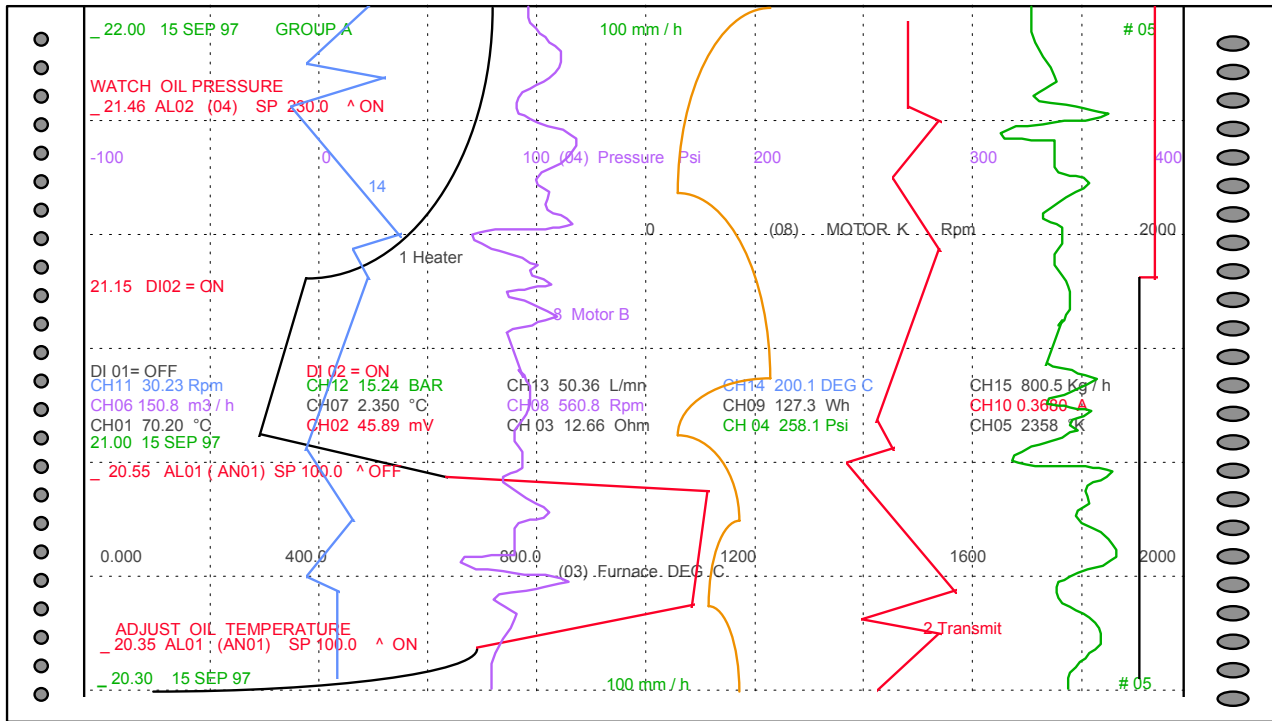 _ 22.00 15 SEP 97 GROUP A 100 mm / h # 05
WATCH OIL PRESSURE
_ 21.46 AL02 (04) SP 230.0 ^ ON
-100 0 100 (04) Pressure Psi 200 300 400
14
0 (08) MOTOR K Rpm 2000
1 Heater
21.15 DI02 = ON
8 Motor B
DI 01= OFF DI 02 = ON
CH11 30.23 Rpm CH12 15.24 BAR CH13 50.36 L/mn CH14 200.1 DEG C CH15 800.5 Kg / h
CH06 150.8 m3 / h CH07 2.350 °C CH08 560.8 Rpm CH09 127.3 Wh CH10 0.3680 A
CH01 70.20 °C CH02 45.89 mV CH 03 12.66 Ohm CH 04 258.1 Psi CH05 2358 °K
21.00 15 SEP 97
_ 20.55 AL01 ( AN01) SP 100.0 ^ OFF
0.000 400.0 800.0 1200 1600 2000
(03) Furnace DEG C
ADJUST OIL TEMPERATURE
2 Transmit
_ 20.35 AL01 (AN01) SP 100.0 ^ ON
_ 20.30 15 SEP 97 100 mm / h # 05